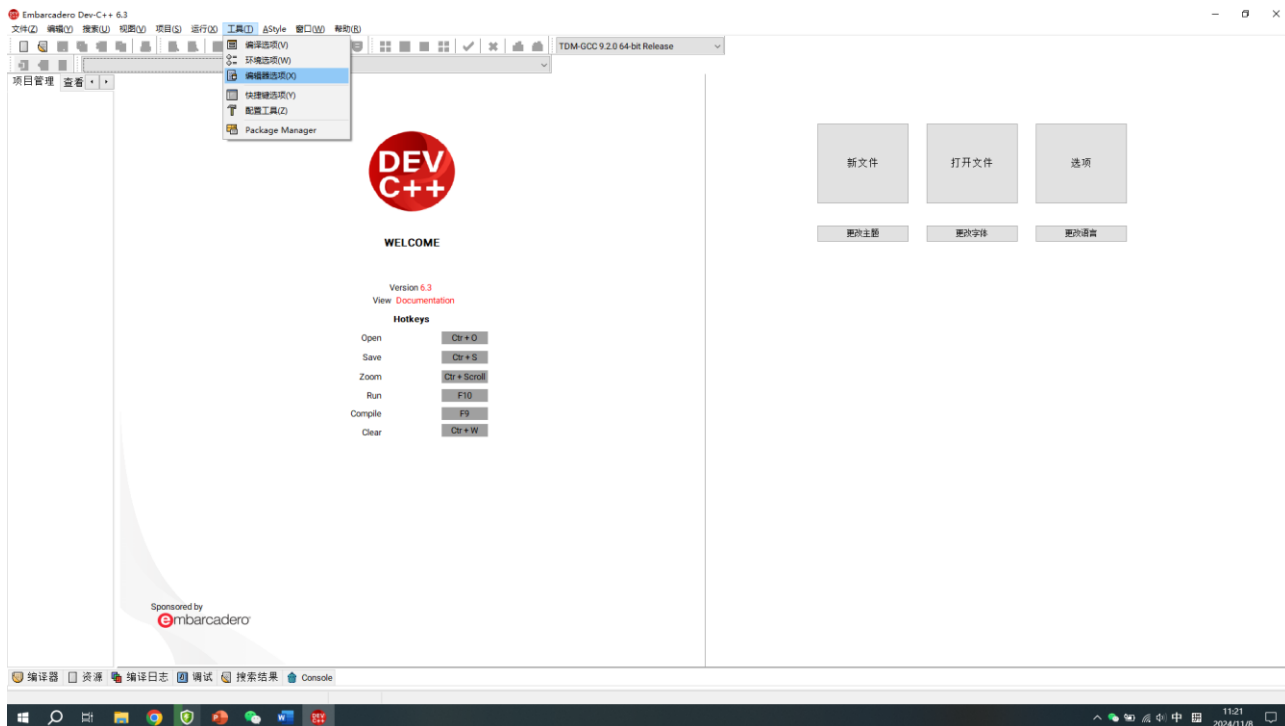 Embarcadero Dev-C++ 6.3
文件(Z) 编辑(Y) 搜索(U) 视图(V) 项目(S) 运行(X) 工具(T) AStyle 窗口(W) 帮助(R)
TDM-GCC 9.2.0 64-bit Release
编译选项(V)
环境选项(W)
编辑器选项(X)
快捷键选项(Y)
配置工具(Z)
Package Manager
项目管理 查看
DEV
C++
WELCOME
Version 6.3
View Documentation
Hotkeys
Open Ctr + O
Save Ctr + S
Zoom Ctr + Scroll
Run F10
Compile F9
Clear Ctr + W
新文件 打开文件 选项
更改主题 更改字体 更改语言
Sponsored by
embarcadero
编译器 资源 编译日志 调试 搜索结果 Console
中
11:21
2024/11/8